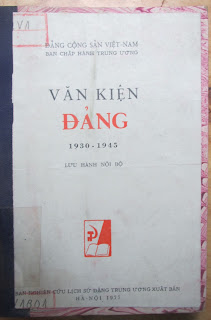 VA
ĐẢNG CỘNG SẢN VIỆT-NAM
BAN CHẤP HÀNH TRUNG ƯƠNG
VĂN KIỆN
ĐẢNG
1930-1945
LƯU HÀNH NỘI BỘ
BAN NGHIÊN CỨU LỊCH SỬ ĐẢNG TRUNG ƯƠNG XUẤT BẢN
HÀ-NỘI 1977